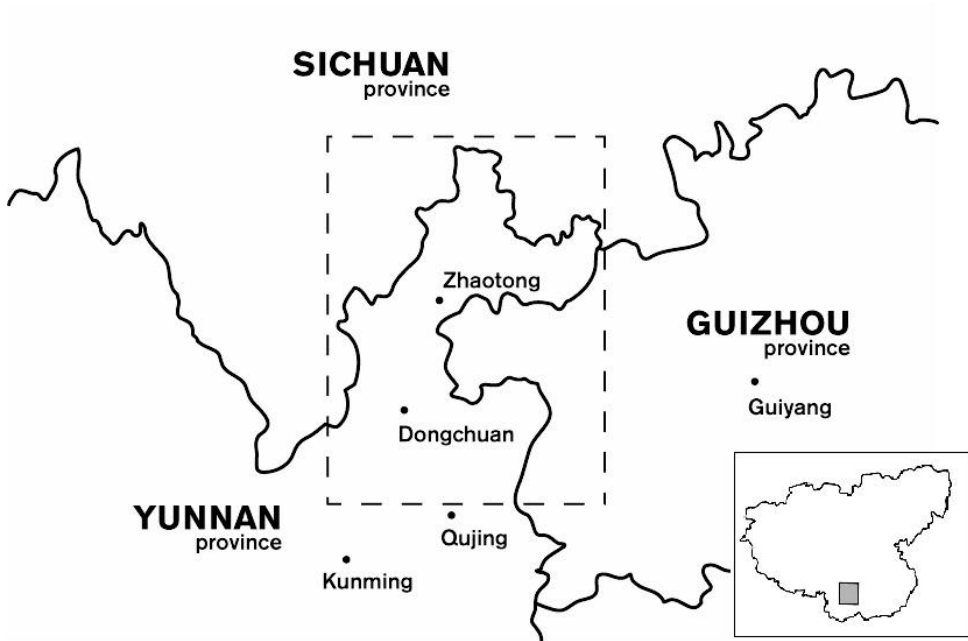 SICHUAN
province
Zhaotong
GUIZHOU
province
Guiyang
Dongchuan
YUNNAN
province
Qujing
Kunming